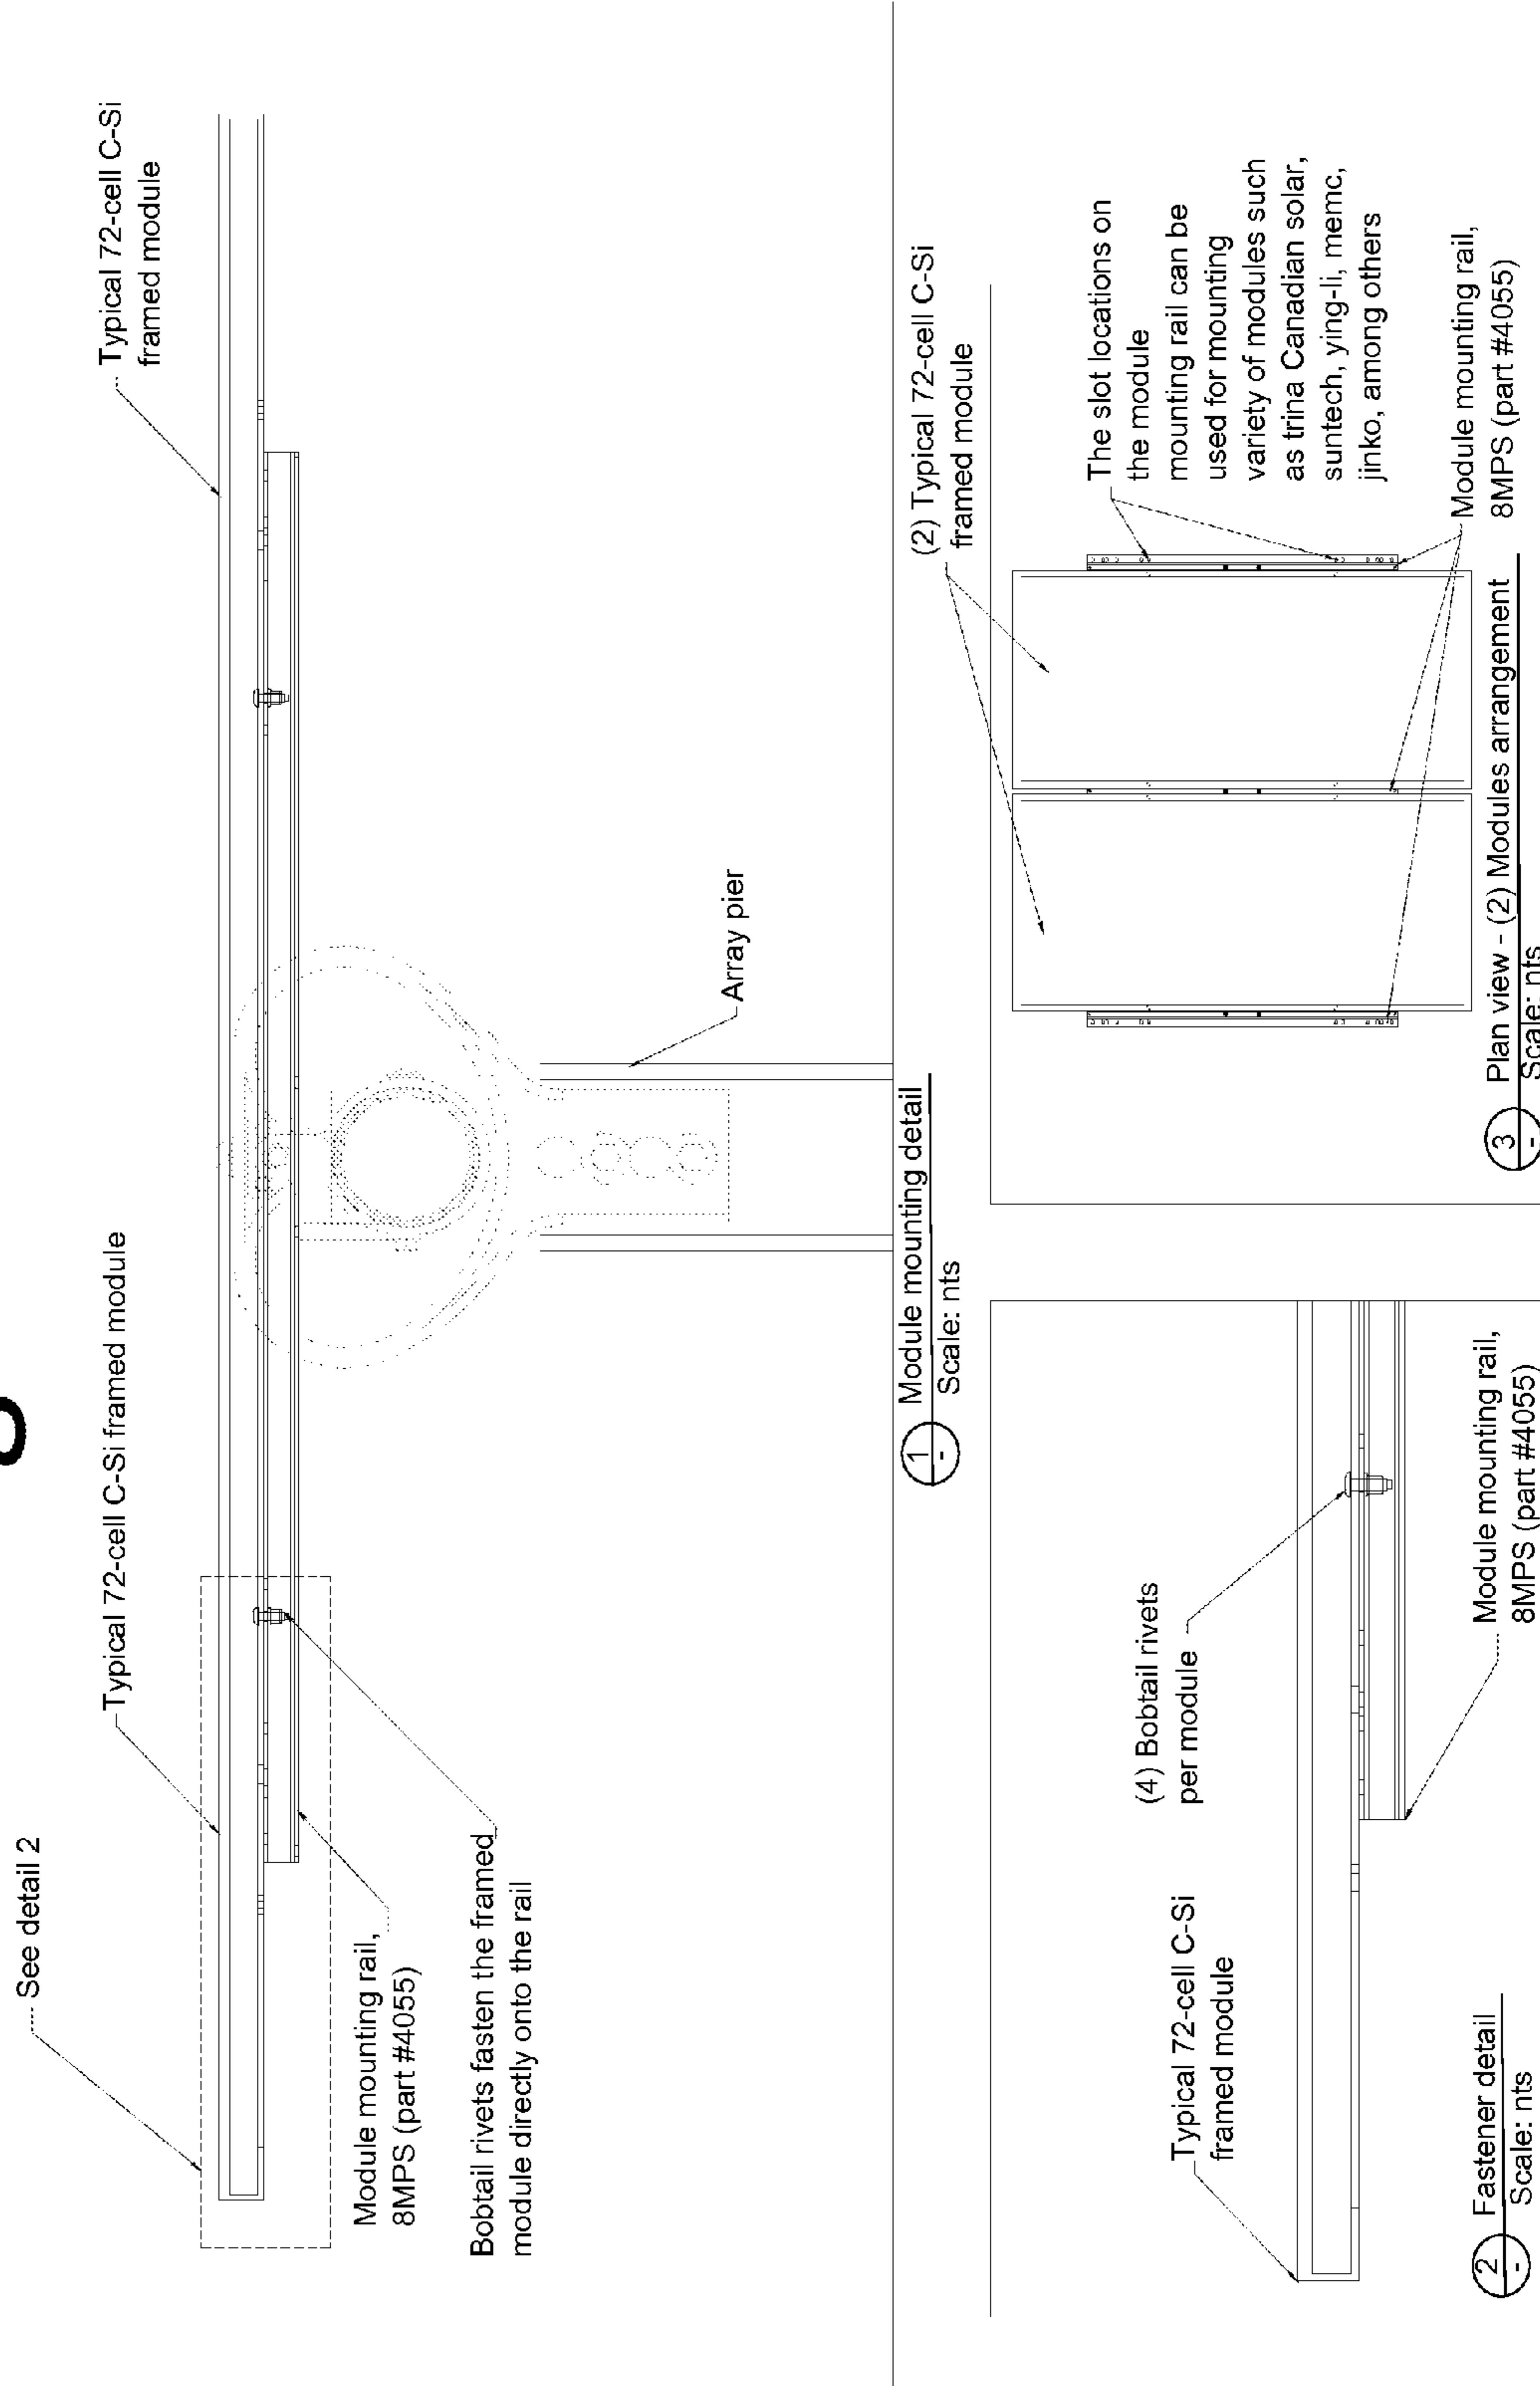 See detail 2
Typical 72-cell C-Si framed module
Typical 72-cell C-Si
framed module
Module mounting rail,
8MPS (part #4055)
Bobtail rivets fasten the framed
module directly onto the rail
Array pier
1
-
Module mounting detail
Scale: nts
Typical 72-cell C-Si
framed module
(4) Bobtail rivets
per module
Module mounting rail,
8MPS (part #4055)
2
-
Fastener detail
Scale: nts
(2) Typical 72-cell C-Si
framed module
The slot locations on
the module
mounting rail can be
used for mounting
variety of modules such
as trina Canadian solar,
suntech, ying-li, memc,
jinko, among others
Module mounting rail,
8MPS (part #4055)
3
-
Plan view - (2) Modules arrangement
Scale: nts